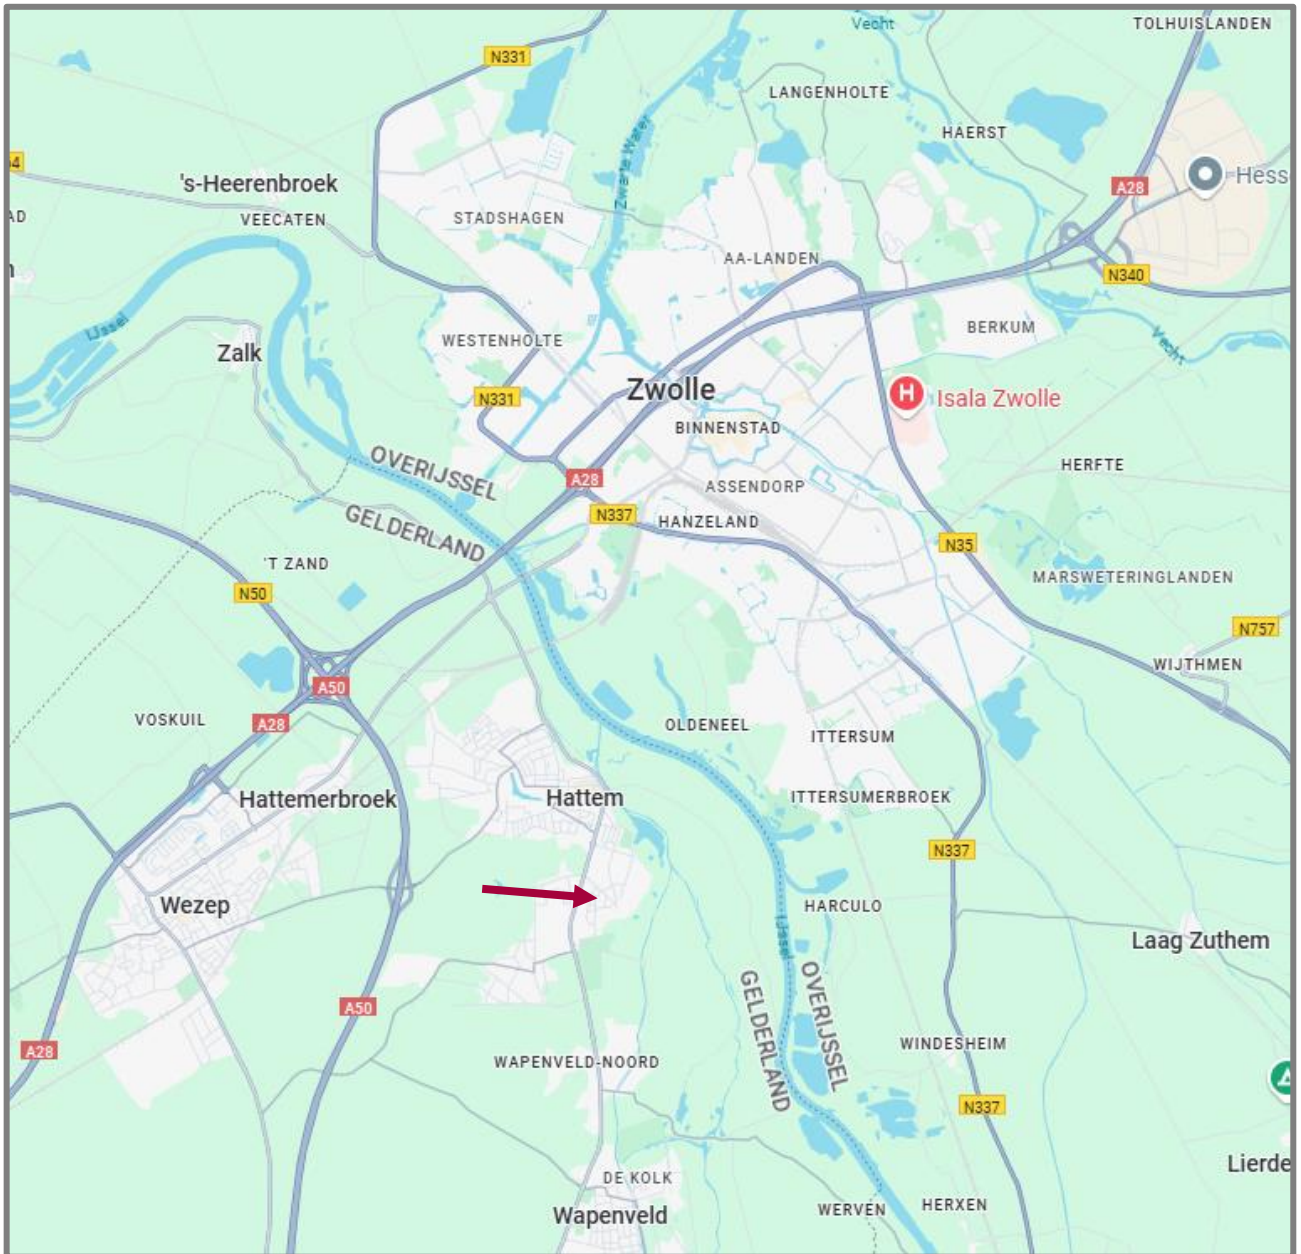 Vecht
TOLHUISLANDEN
N331
LANGENHOLTE
HAERST
Zwarte Water
's-Heerenbroek
A28
VEECATEN
STADSHAGEN
AA-LANDEN
N340
IJssel
WESTENHOLTE
BERKUM
Vecht
Zalk
Zwolle
N331
Isala Zwolle
H
BINNENSTAD
OVERIJSSEL
HERFTE
A28
ASSENDORP
N337
HANZELAND
GELDERLAND
N35
'T ZAND
MARSWETERINGLANDEN
N50
N757
WIJTHMEN
A50
VOSKUIL
A28
OLDENEEL
ITTERSUM
Hattemerbroek
Hattem
ITTERSUMERBROEK
N337
Wezep
HARCULO
IJssel
Laag Zuthem
GELDERLAND
OVERIJSSEL
A50
A28
WINDESHEIM
WAPENVELD-NOORD
N337
Lierde
DE KOLK
Wapenveld
WERVEN
HERXEN
Hess
4
AD
n